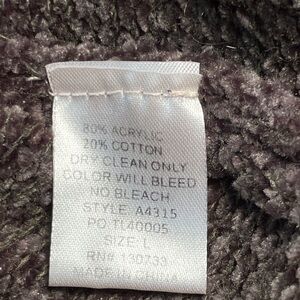 80% ACRYLIC
20% COTTON
DRY CLEAN ONLY
COLOR WILL BLEED
NO BLEACH
STYLE: A4315
PO TL40005
SIZE: L
RN# 130733
MADE IN CHINA